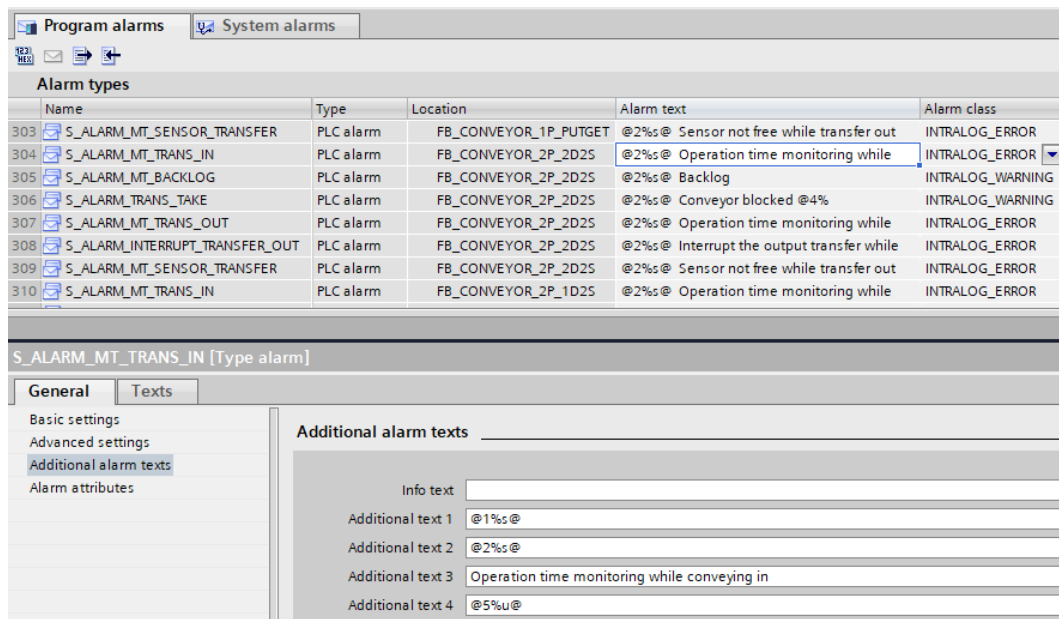 Program alarms System alarms
Alarm types
Name Type Location Alarm text Alarm class
303 S_ALARM_MT_SENSOR_TRANSFER PLC alarm FB_CONVEYOR_1P_PUTGET @2%s@ Sensor not free while transfer out INTRALOG_ERROR
304 S_ALARM_MT_TRANS_IN PLC alarm FB_CONVEYOR_2P_2D2S @2%s@ Operation time monitoring while INTRALOG_ERROR
305 S_ALARM_MT_BACKLOG PLC alarm FB_CONVEYOR_2P_2D2S @2%s@ Backlog INTRALOG_WARNING
306 S_ALARM_TRANS_TAKE PLC alarm FB_CONVEYOR_2P_2D2S @2%s@ Conveyor blocked @4% INTRALOG_WARNING
307 S_ALARM_MT_TRANS_OUT PLC alarm FB_CONVEYOR_2P_2D2S @2%s@ Operation time monitoring while INTRALOG_ERROR
308 S_ALARM_INTERRUPT_TRANSFER_OUT PLC alarm FB_CONVEYOR_2P_2D2S @2%s@ Interrupt the output transfer while INTRALOG_ERROR
309 S_ALARM_MT_SENSOR_TRANSFER PLC alarm FB_CONVEYOR_2P_2D2S @2%s@ Sensor not free while transfer out INTRALOG_ERROR
310 S_ALARM_MT_TRANS_IN PLC alarm FB_CONVEYOR_2P_1D2S @2%s@ Operation time monitoring while INTRALOG_ERROR
S_ALARM_MT_TRANS_IN [Type alarm]
General Texts
Basic settings
Advanced settings
Additional alarm texts
Alarm attributes
Additional alarm texts
Info text
Additional text 1 @1%s@
Additional text 2 @2%s@
Additional text 3 Operation time monitoring while conveying in
Additional text 4 @5%u@